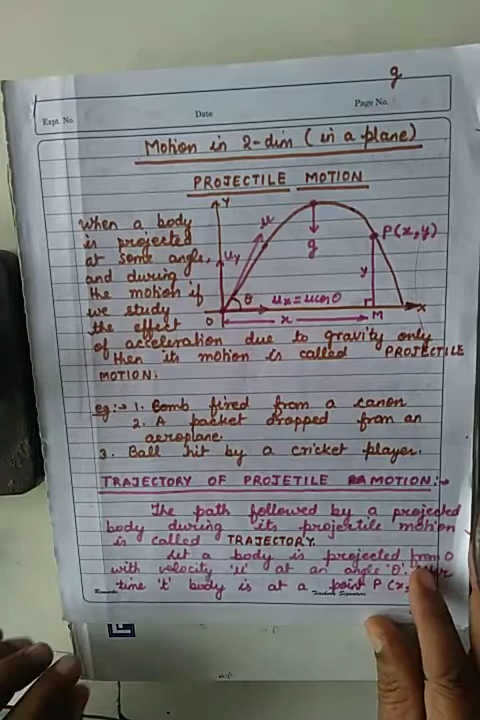 g
Expt. No.
Date
Page No.
Motion in 2-dim (in a plane)
PROJECTILE MOTION
When a body
is projected
at some angle,
and during
the motion if
we study
the effect
of acceleration due to gravity only
then its motion is called PROJECTILE
MOTION.
Y
u
uy
g
P(x,y)
y
θ
ux = u cos θ
O
x
M
X
eg:→ 1. Bomb fired from a canon
2. A packet dropped from an
aeroplane.
3. Ball hit by a cricket player.
TRAJECTORY OF PROJETILE MOTION:-
The path followed by a projected
body during its projectile motion
is called TRAJECTORY.
Let a body is projected from O
with velocity 'u' at an angle 'θ'.
time 't' body is at a point P(x,
Remarks
Teacher's Signature